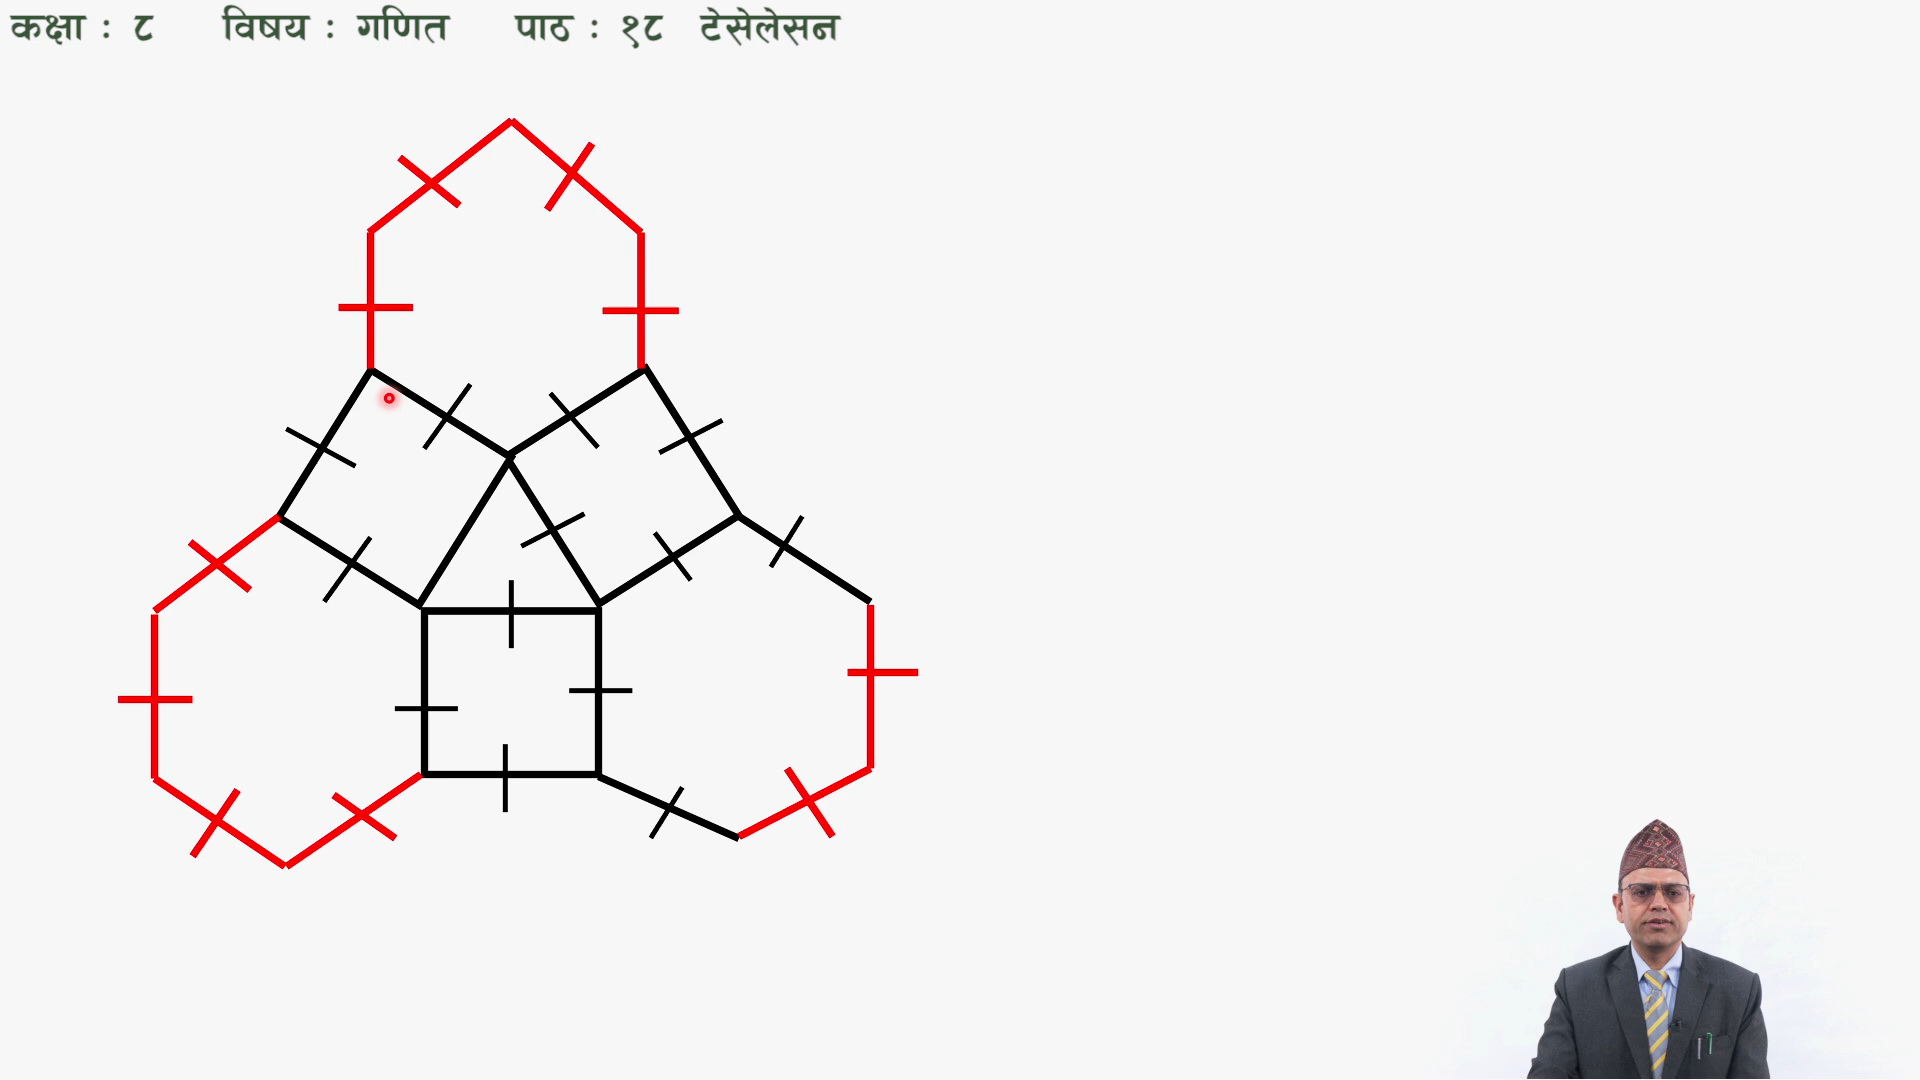 कक्षा : ८ विषय : गणित पाठ : १८ टेसेलेसन